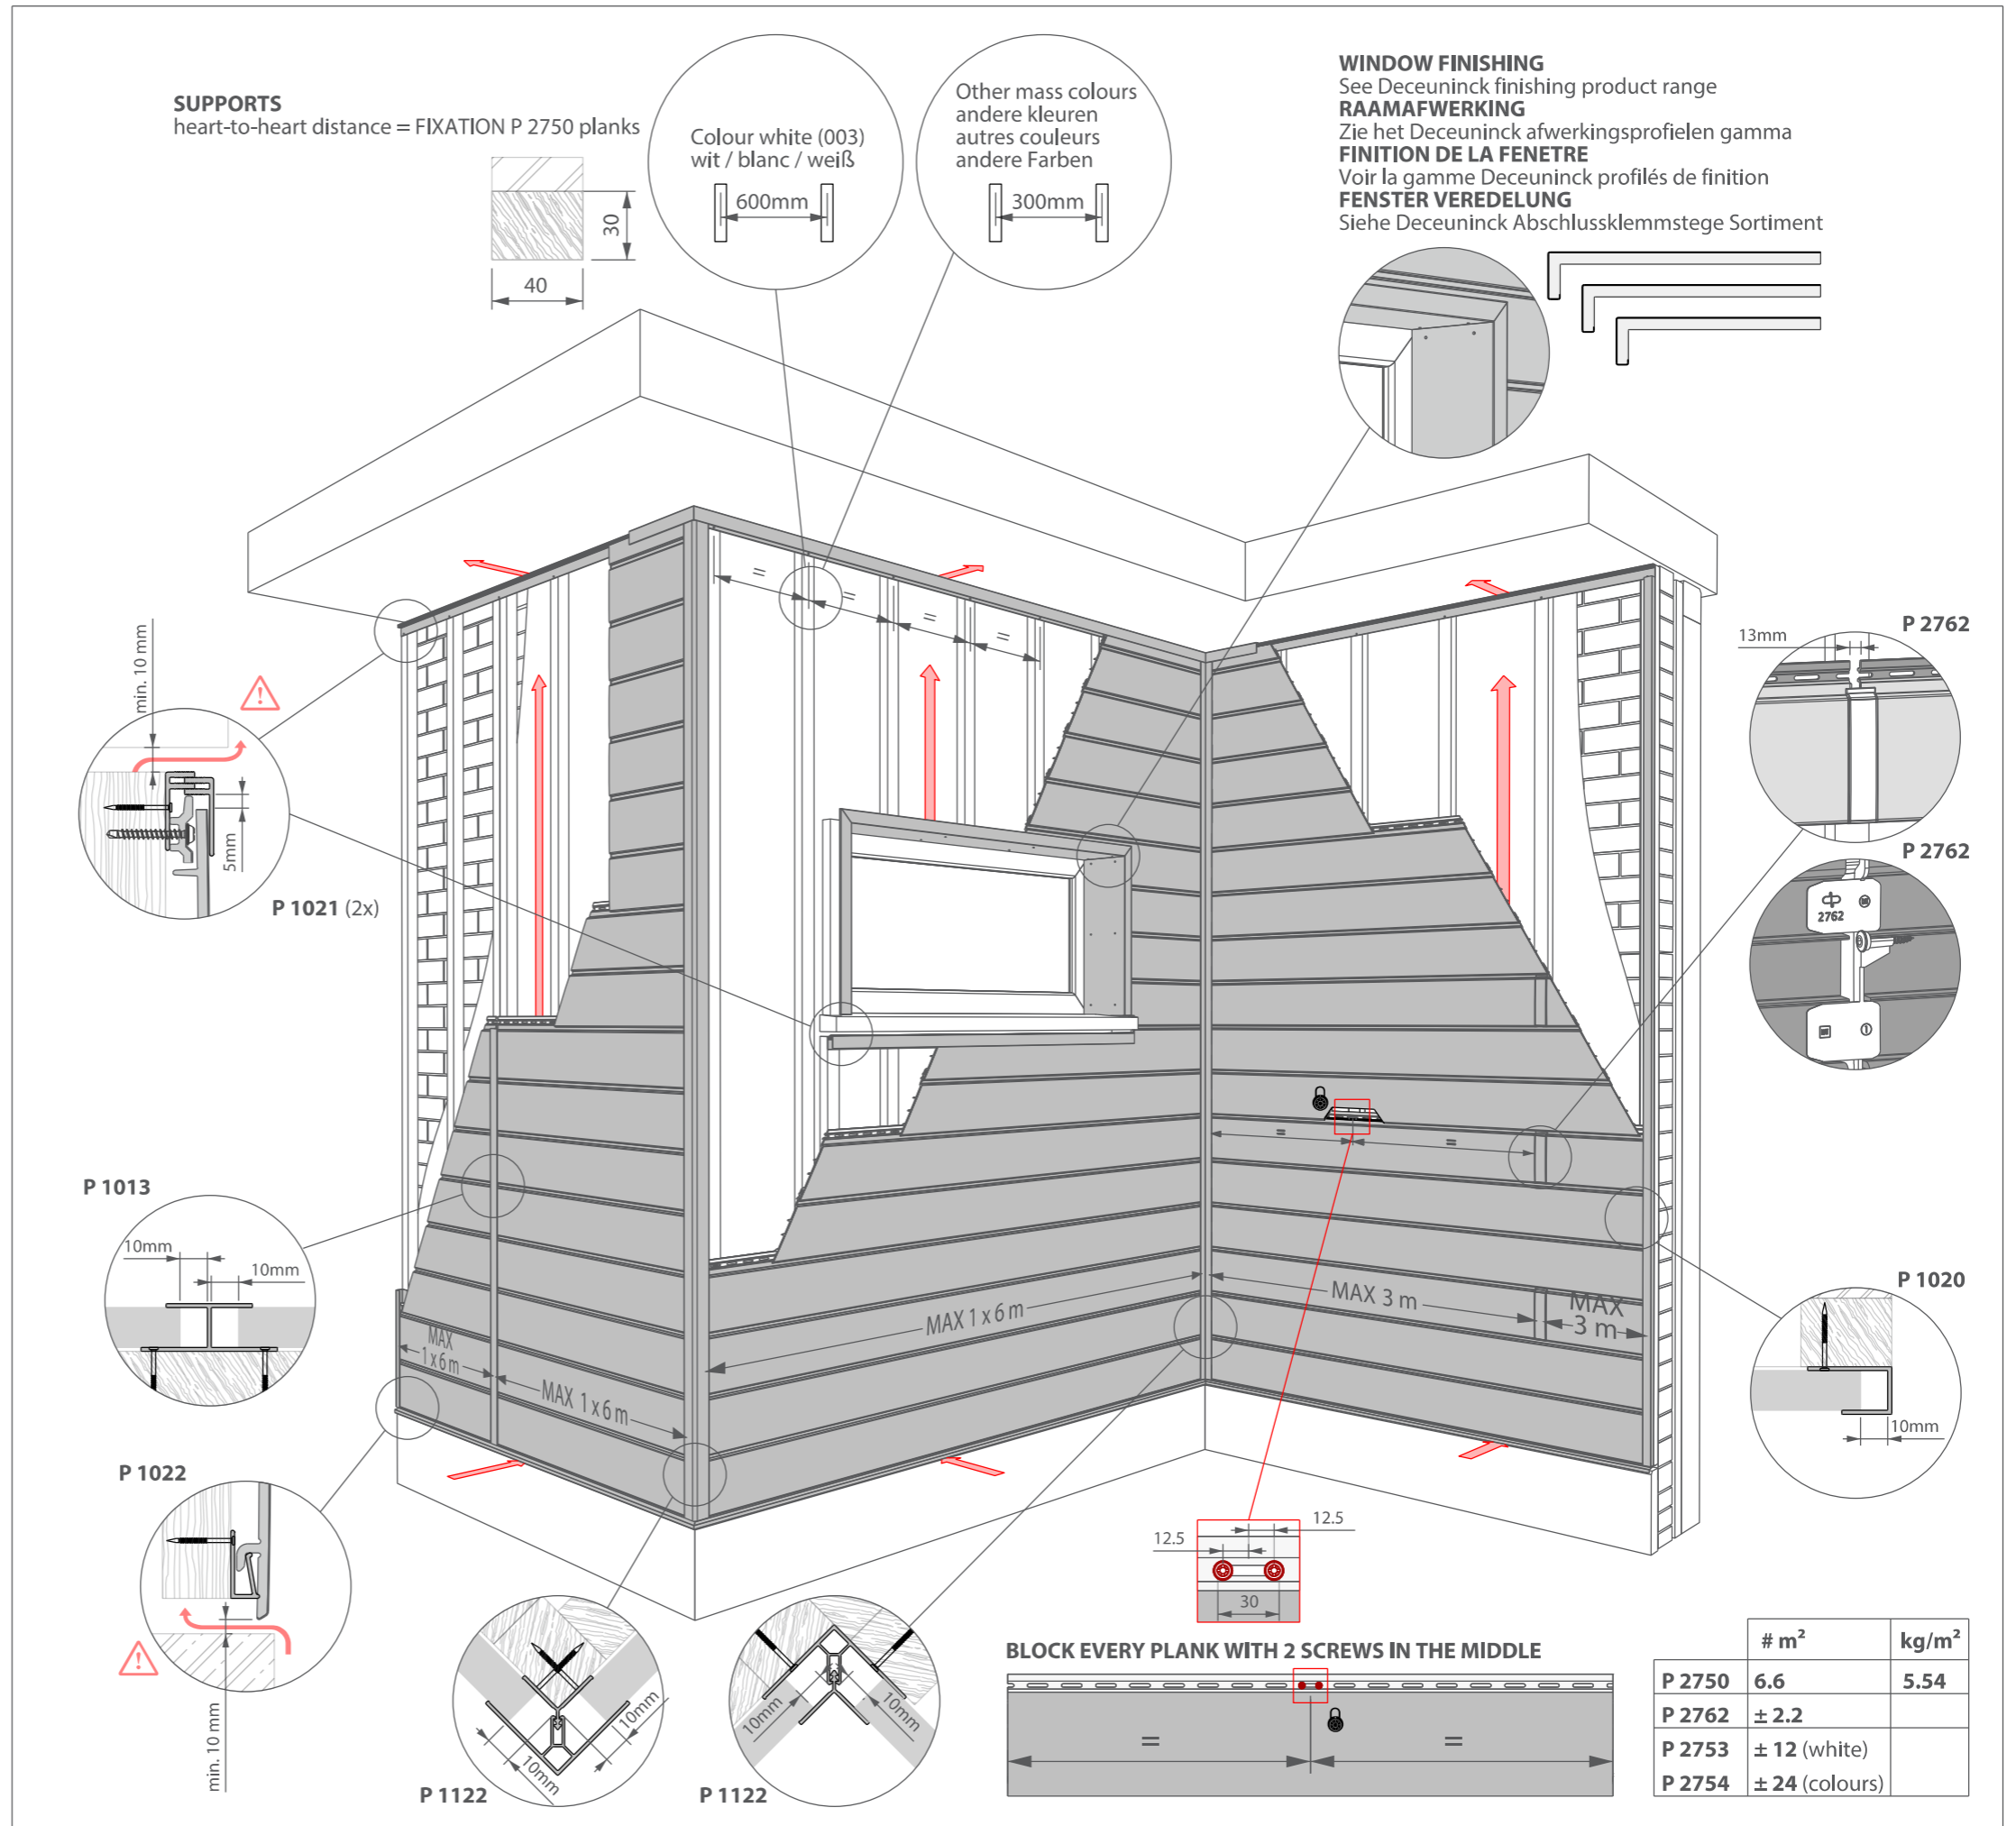 SUPPORTS
heart-to-heart distance = FIXATION P 2750 planks
30
40
Colour white (003)
wit / blanc / weiß
600mm
Other mass colours
andere kleuren
autres couleurs
andere Farben
300mm
WINDOW FINISHING
See Deceuninck finishing product range
RAAMAFWERKING
Zie het Deceuninck afwerkingsprofielen gamma
FINITION DE LA FENETRE
Voir la gamme Deceuninck profilés de finition
FENSTER VEREDELUNG
Siehe Deceuninck Abschlussklemmstege Sortiment
= = = =
min. 10 mm
5mm
P 1021 (2x)
P 2762
13mm
P 2762
2762
= =
P 1013
10mm
10mm
MAX
1 x 6 m
MAX 1 x 6 m
MAX 1 x 6 m
MAX 3 m
MAX
3 m
P 1020
10mm
P 1022
min. 10 mm
10mm
10mm
P 1122
10mm
10mm
P 1122
12.5
12.5
30
BLOCK EVERY PLANK WITH 2 SCREWS IN THE MIDDLE
= =
# m² kg/m²
P 2750 6.6 5.54
P 2762 ± 2.2
P 2753 ± 12 (white)
P 2754 ± 24 (colours)